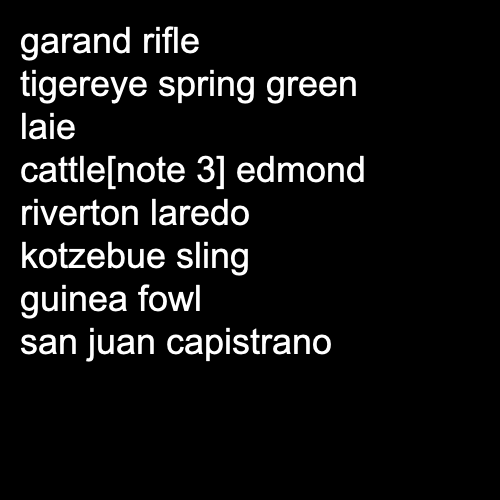 garand rifle
tigereye spring green
laie
cattle[note 3] edmond
riverton laredo
kotzebue sling
guinea fowl
san juan capistrano